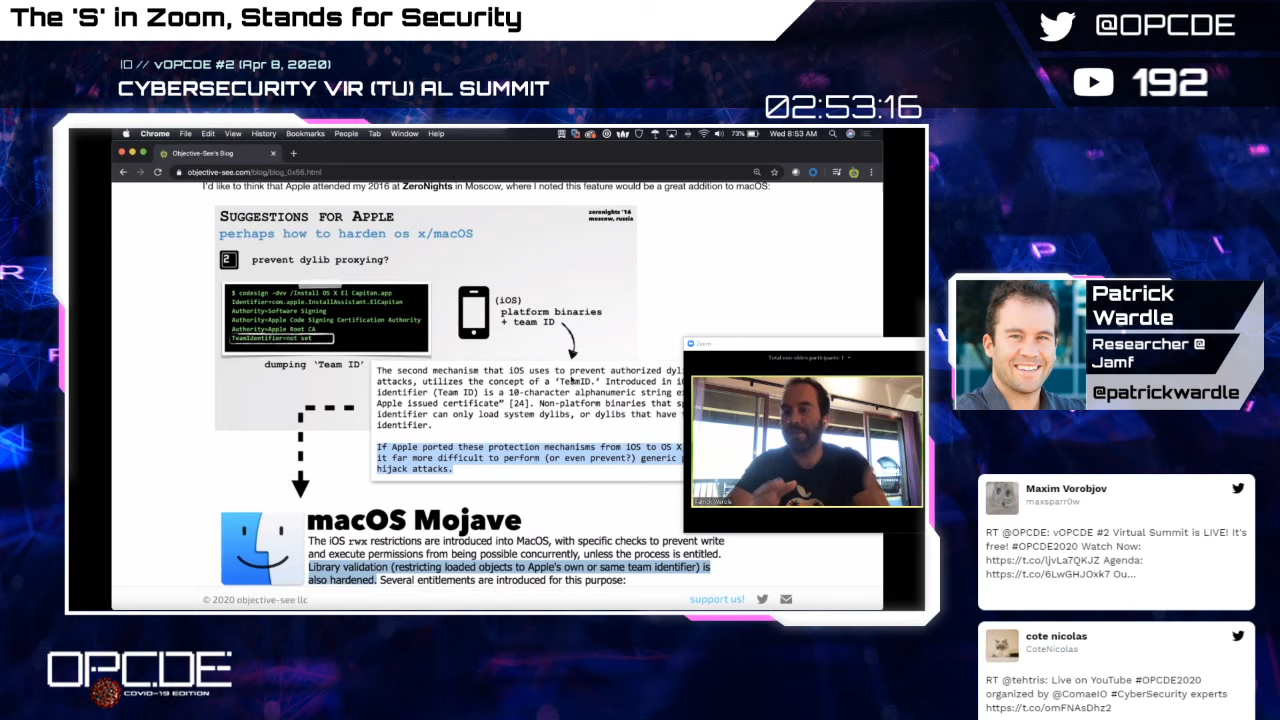 The 'S' in Zoom, Stands for Security
@OPCDE
ID // vOPCDE #2 (Apr 8, 2020)
CYBERSECURITY VIR (TU) AL SUMMIT
192
02:53:16
Chrome File Edit View History Bookmarks People Tab Window Help
73% Wed 8:53 AM
Objective-See's Blog
objective-see.com/blog/blog_0x56.html
I'd like to think that Apple attended my 2016 at ZeroNights in Moscow, where I noted this feature would be a great addition to macOS:
SUGGESTIONS FOR APPLE
zeronights '16
moscow, russia
perhaps how to harden os x/macOS
2 prevent dylib proxying?
$ codesign -dvv /Install OS X El Capitan.app
Identifier=com.apple.InstallAssistant.ElCapitan
Authority=Software Signing
Authority=Apple Code Signing Certification Authority
Authority=Apple Root CA
TeamIdentifier=not set
(iOS)
platform binaries
+ team ID
dumping 'Team ID'
The second mechanism that iOS uses to prevent authorized dyli
attacks, utilizes the concept of a 'TeamID.' Introduced in iO
identifier (Team ID) is a 10-character alphanumeric string ex
Apple issued certificate" [24]. Non-platform binaries that sp
identifier can only load system dylibs, or dylibs that have
identifier.
If Apple ported these protection mechanisms from iOS to OS X
it far more difficult to perform (or even prevent?) generic
hijack attacks.
macOS Mojave
The iOS rwx restrictions are introduced into MacOS, with specific checks to prevent write
and execute permissions from being possible concurrently, unless the process is entitled.
Library validation (restricting loaded objects to Apple's own or same team identifier) is
also hardened. Several entitlements are introduced for this purpose:
© 2020 objective-see llc
support us!
Zoom
Total non-video participants: 1
Patrick Wardle
Patrick
Wardle
Researcher @
Jamf
@patrickwardle
Maxim Vorobjov
maxsparr0w
RT @OPCDE: vOPCDE #2 Virtual Summit is LIVE! It's
free! #OPCDE2020 Watch Now:
https://t.co/ljvLa7QKJZ Agenda:
https://t.co/6LwGHJOxk7 Ou...
cote nicolas
CoteNicolas
RT @tehtris: Live on YouTube #OPCDE2020
organized by @ComaeIO #CyberSecurity experts
https://t.co/omFNAsDhz2
OPCDE
COVID-19 EDITION